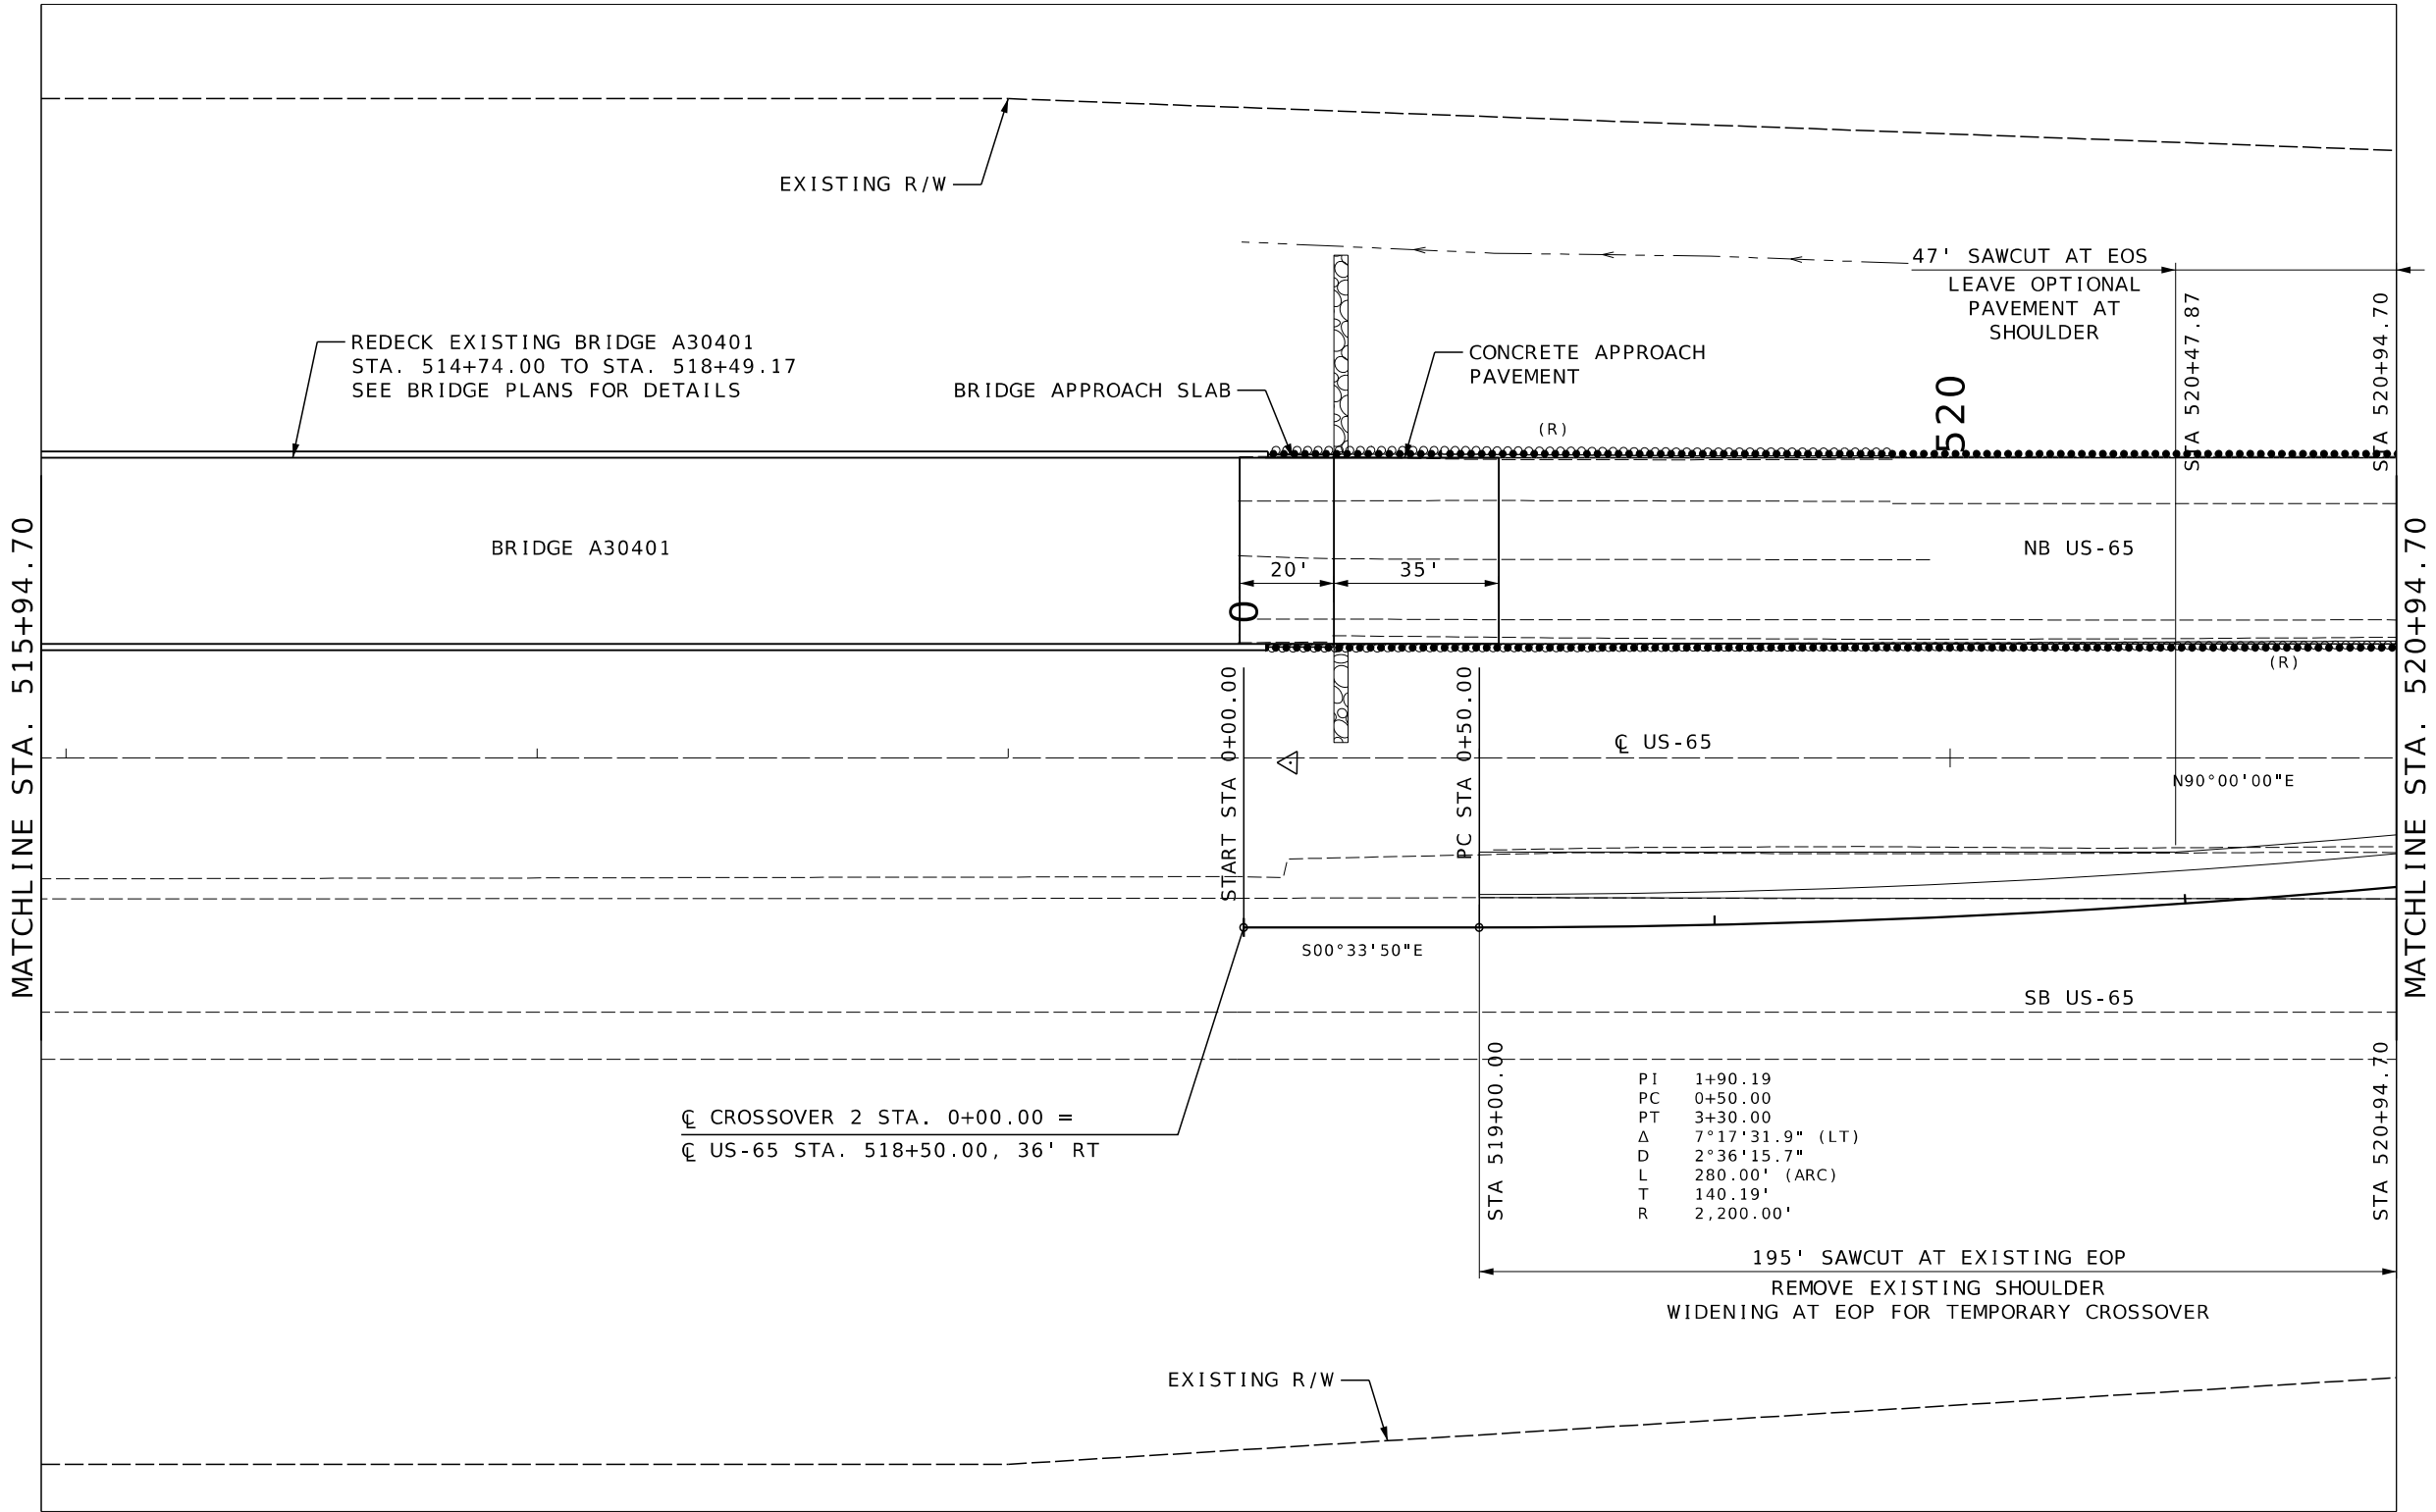 EXISTING R/W
47' SAWCUT AT EOS
LEAVE OPTIONAL
PAVEMENT AT
SHOULDER
STA 520+47.87
STA 520+94.70
REDECK EXISTING BRIDGE A30401
STA. 514+74.00 TO STA. 518+49.17
SEE BRIDGE PLANS FOR DETAILS
BRIDGE APPROACH SLAB
CONCRETE APPROACH
PAVEMENT
(R)
520
MATCHLINE STA. 515+94.70
BRIDGE A30401
20'
35'
0
NB US-65
MATCHLINE STA. 520+94.70
(R)
START STA 0+00.00
PC STA 0+50.00
℄ US-65
N90°00'00"E
S00°33'50"E
SB US-65
℄ CROSSOVER 2 STA. 0+00.00 =
℄ US-65 STA. 518+50.00, 36' RT
STA 519+00.00
PI 1+90.19
PC 0+50.00
PT 3+30.00
Δ 7°17'31.9" (LT)
D 2°36'15.7"
L 280.00' (ARC)
T 140.19'
R 2,200.00'
STA 520+94.70
195' SAWCUT AT EXISTING EOP
REMOVE EXISTING SHOULDER
WIDENING AT EOP FOR TEMPORARY CROSSOVER
EXISTING R/W